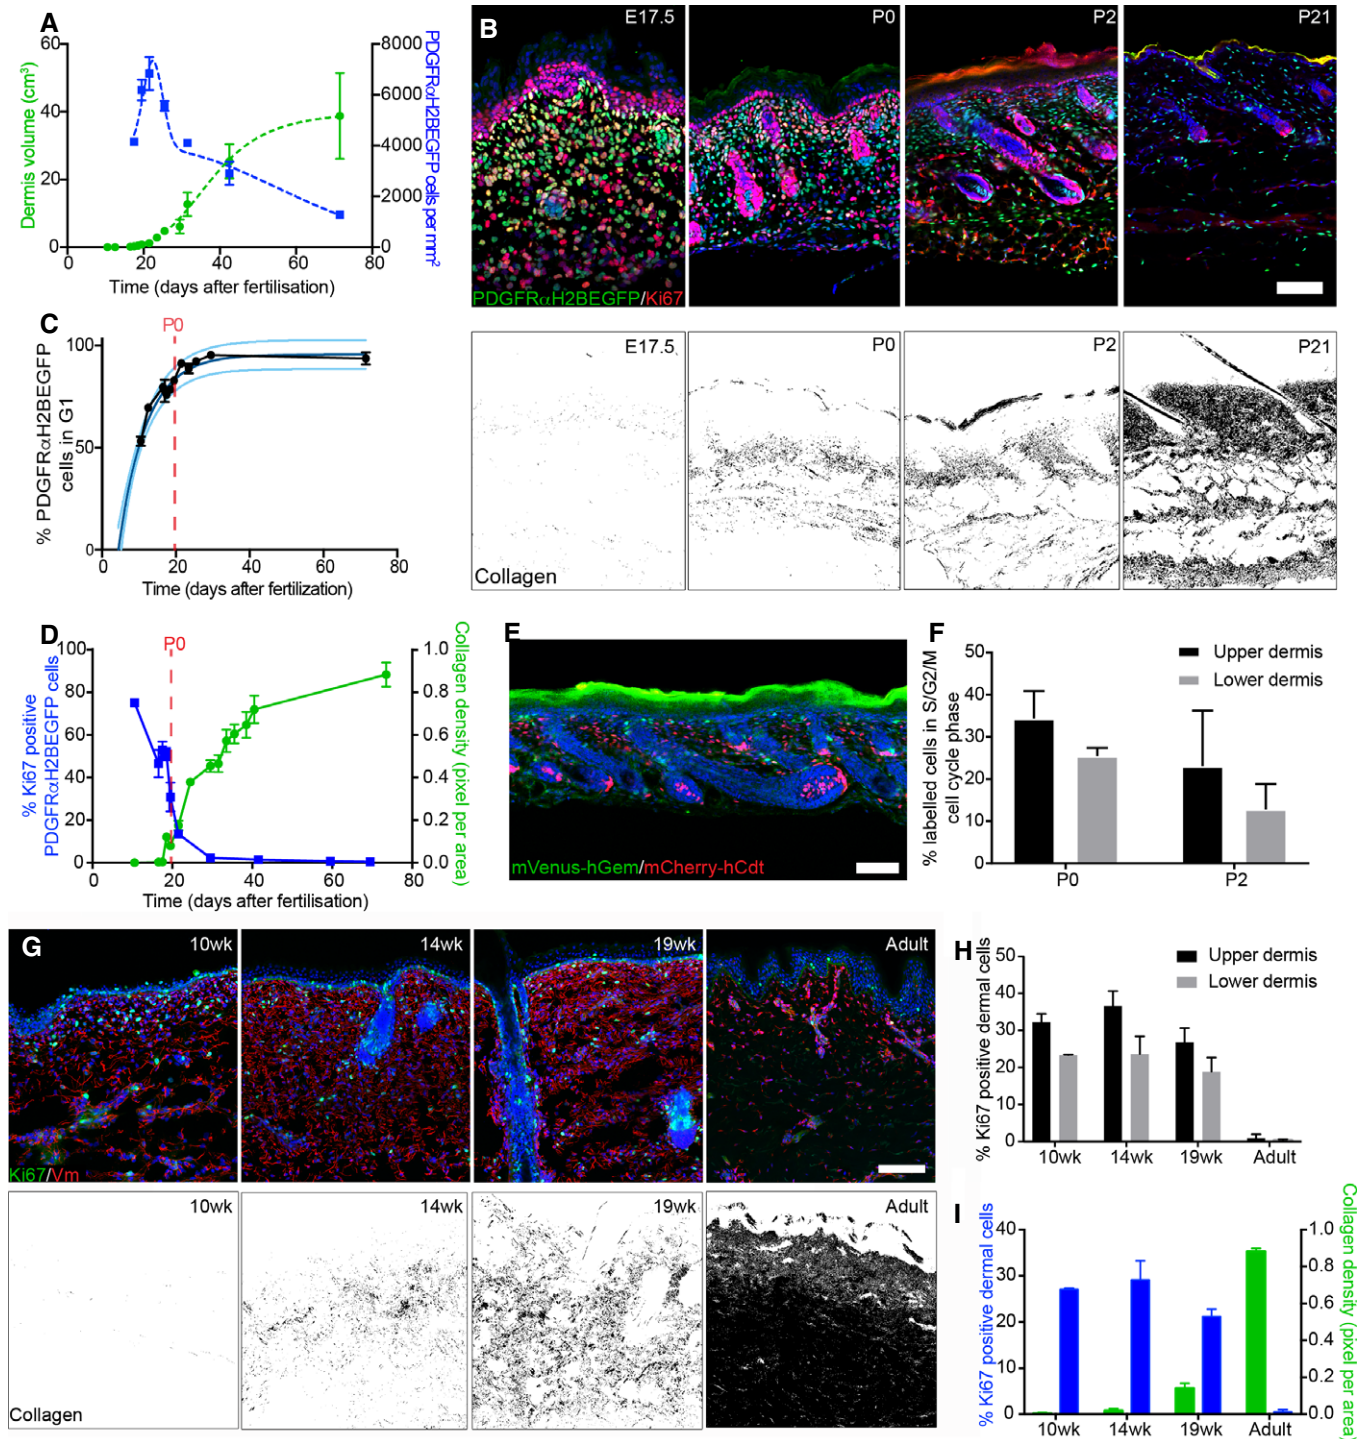 A
Dermis volume (cm³)
60
40
20
0
8000
6000
4000
2000
0
PDGFRαH2BEGFP cells per mm²
0
20
40
60
80
Time (days after fertilisation)
B
E17.5
P0
P2
P21
PDGFRαH2BEGFP/Ki67
E17.5
P0
P2
P21
Collagen
C
P0
% PDGFRαH2BEGFP
cells in G1
100
50
0
0
20
40
60
80
Time (days after fertilization)
D
P0
% Ki67 positive
PDGFRαH2BEGFP cells
100
80
60
40
20
0
1.0
0.8
0.6
0.4
0.2
0.0
Collagen density (pixel per area)
0
20
40
60
80
Time (days after fertilisation)
E
mVenus-hGem/mCherry-hCdt
F
% labelled cells in S/G2/M
cell cycle phase
50
40
30
20
10
0
Upper dermis
Lower dermis
P0
P2
G
10wk
14wk
19wk
Adult
Ki67/Vm
10wk
14wk
19wk
Adult
Collagen
H
% Ki67 positive dermal cells
50
40
30
20
10
0
Upper dermis
Lower dermis
10wk
14wk
19wk
Adult
I
% Ki67 positive dermal cells
40
30
20
10
0
1.0
0.8
0.6
0.4
0.2
0.0
Collagen density (pixel per area)
10wk
14wk
19wk
Adult